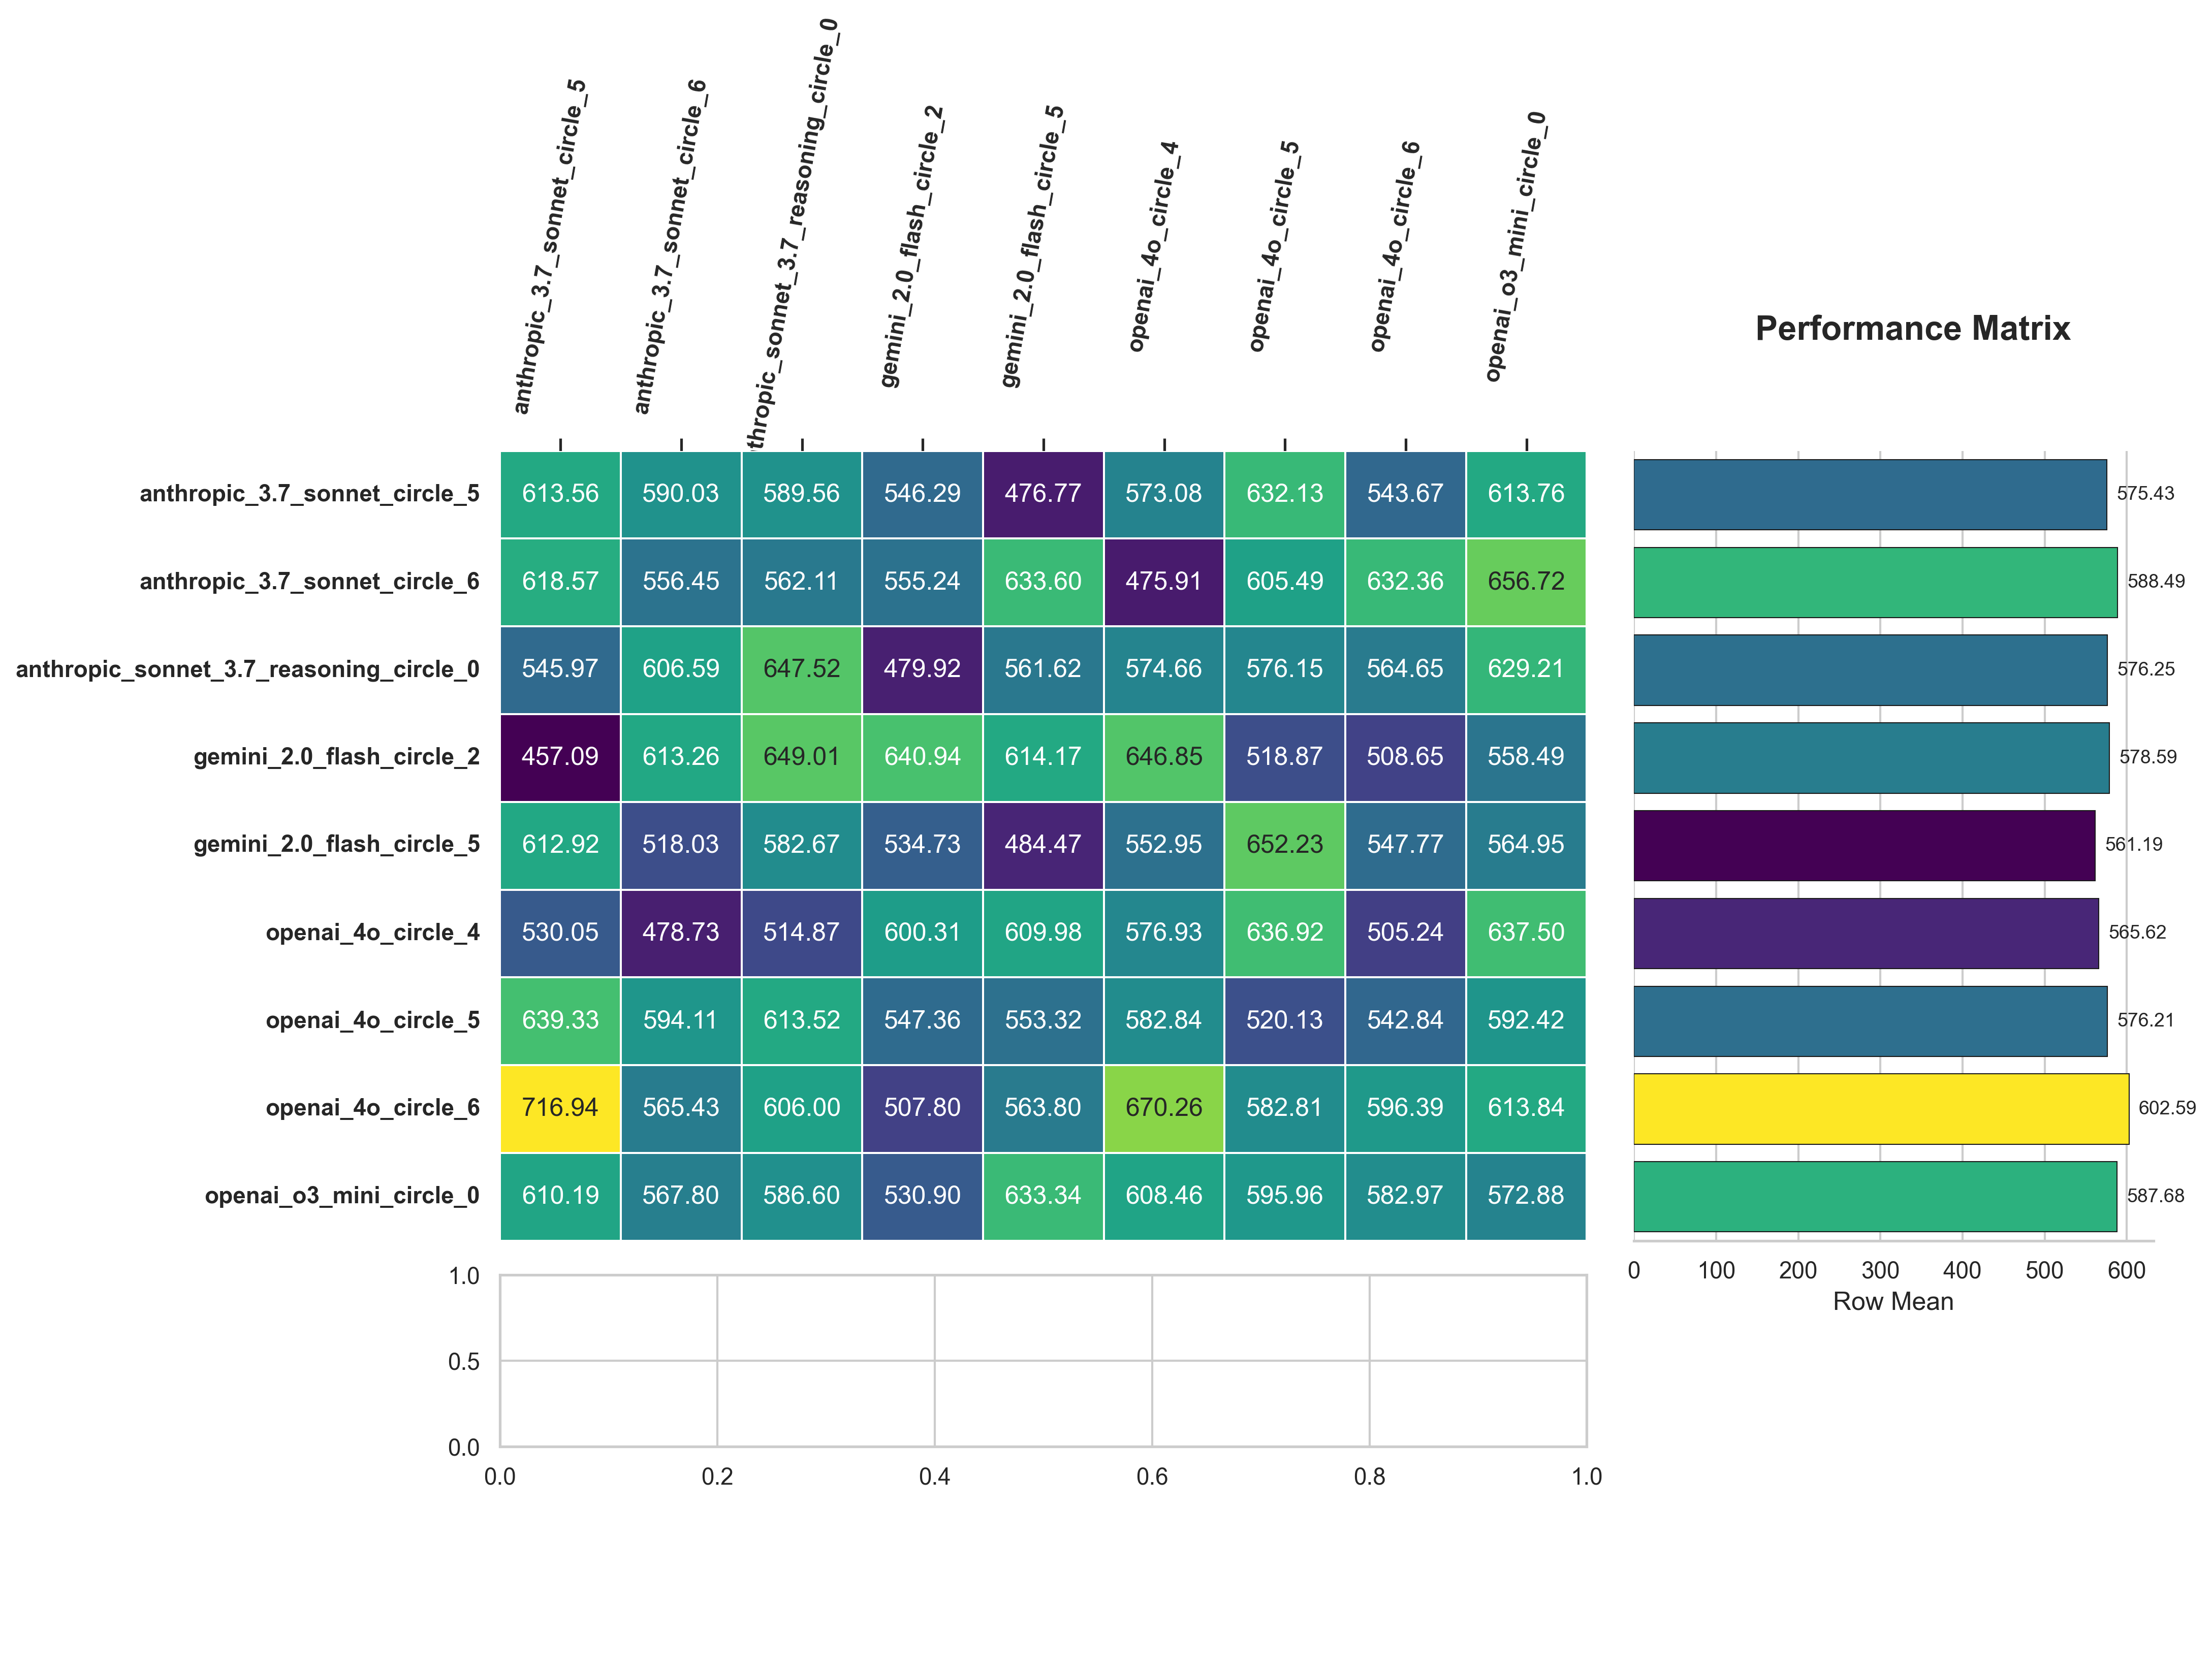 anthropic_3.7_sonnet_circle_5
anthropic_3.7_sonnet_circle_6
thropic_sonnet_3.7_reasoning_circle_0
gemini_2.0_flash_circle_2
gemini_2.0_flash_circle_5
openai_4o_circle_4
openai_4o_circle_5
openai_4o_circle_6
openai_o3_mini_circle_0
Performance Matrix
anthropic_3.7_sonnet_circle_5 613.56 590.03 589.56 546.29 476.77 573.08 632.13 543.67 613.76 575.43
anthropic_3.7_sonnet_circle_6 618.57 556.45 562.11 555.24 633.60 475.91 605.49 632.36 656.72 588.49
anthropic_sonnet_3.7_reasoning_circle_0 545.97 606.59 647.52 479.92 561.62 574.66 576.15 564.65 629.21 576.25
gemini_2.0_flash_circle_2 457.09 613.26 649.01 640.94 614.17 646.85 518.87 508.65 558.49 578.59
gemini_2.0_flash_circle_5 612.92 518.03 582.67 534.73 484.47 552.95 652.23 547.77 564.95 561.19
openai_4o_circle_4 530.05 478.73 514.87 600.31 609.98 576.93 636.92 505.24 637.50 565.62
openai_4o_circle_5 639.33 594.11 613.52 547.36 553.32 582.84 520.13 542.84 592.42 576.21
openai_4o_circle_6 716.94 565.43 606.00 507.80 563.80 670.26 582.81 596.39 613.84 602.59
openai_o3_mini_circle_0 610.19 567.80 586.60 530.90 633.34 608.46 595.96 582.97 572.88 587.68
0 100 200 300 400 500 600
Row Mean
1.0
0.5
0.0
0.0 0.2 0.4 0.6 0.8 1.0